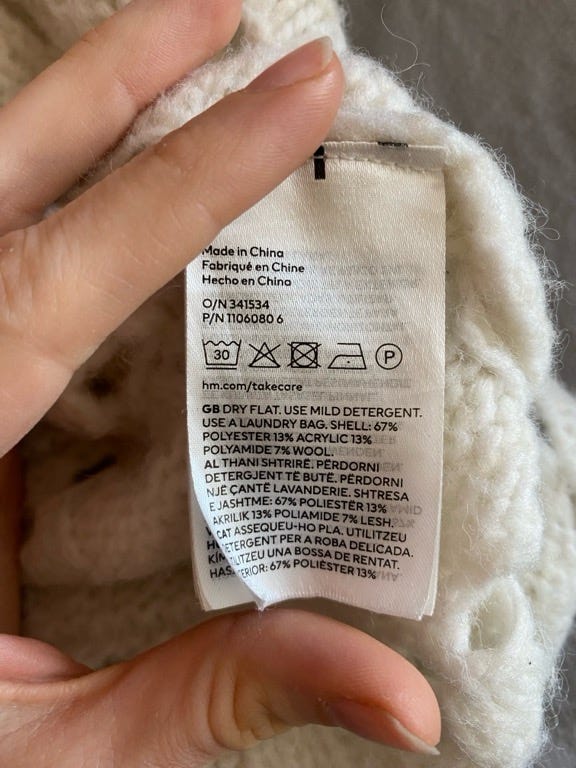 Made in China
Fabriqué en Chine
Hecho en China
O/N 341534
P/N 1106080 6
30
P
hm.com/takecare
GB DRY FLAT. USE MILD DETERGENT.
USE A LAUNDRY BAG. SHELL: 67%
POLYESTER 13% ACRYLIC 13%
POLYAMIDE 7% WOOL.
AL THANI SHTRIRË. PËRDORNI
DETERGJENT TË BUTË. PËRDORNI
NJË ÇANTË LAVANDERIE. SHTRESA
E JASHTME: 67% POLIESTËR 13%
AKRILIK 13% POLIAMIDE 7% LESH.
CAT ASSEQUEU-HO PLA. UTILITZEU
DETERGENT PER A ROBA DELICADA.
UTILITZEU UNA BOSSA DE RENTAT.
67% POLIÈSTER 13%